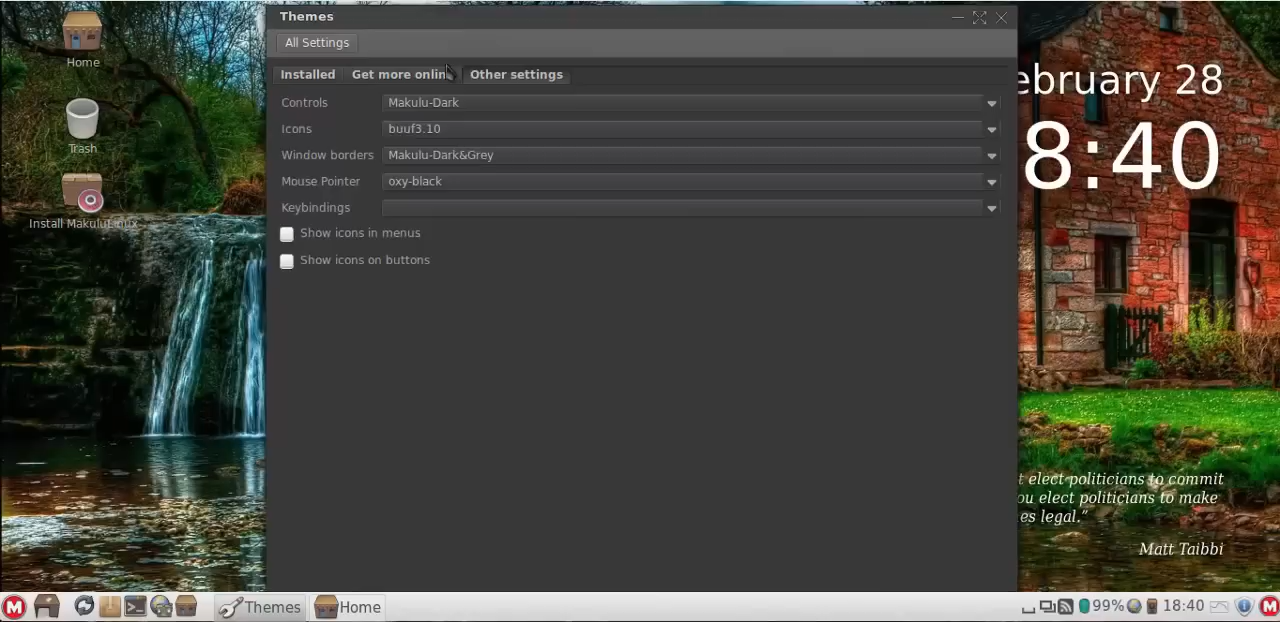 Themes
All Settings
Installed
Get more onlin
Other settings
Controls
Makulu-Dark
Icons
buuf3.10
Window borders
Makulu-Dark&Grey
Mouse Pointer
oxy-black
Keybindings
Show icons in menus
Show icons on buttons
Home
Trash
Install MakuluLinux
ebruary 28
8:40
t elect politicians to commit
ou elect politicians to make
es legal.”
Matt Taibbi
M
Themes
Home
99%
18:40
M